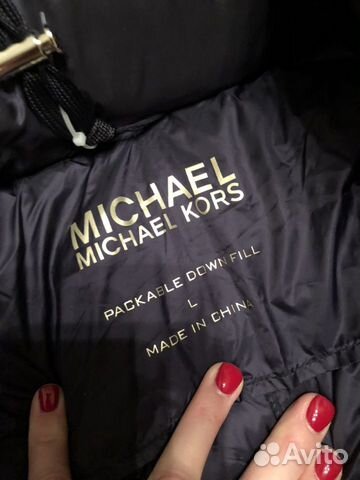 MICHAEL
MICHAEL KORS
PACKABLE DOWN FILL
L
MADE IN CHINA
Avito